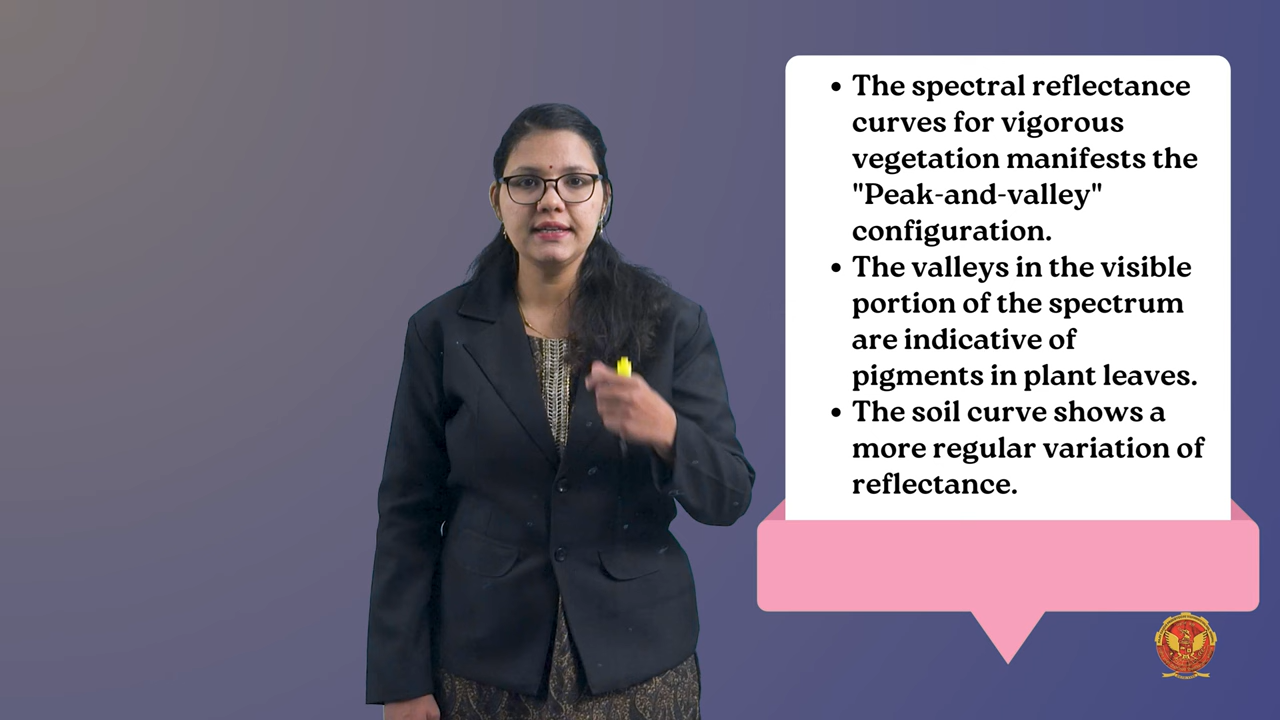 The spectral reflectance
curves for vigorous
vegetation manifests the
"Peak-and-valley"
configuration.
The valleys in the visible
portion of the spectrum
are indicative of
pigments in plant leaves.
The soil curve shows a
more regular variation of
reflectance.